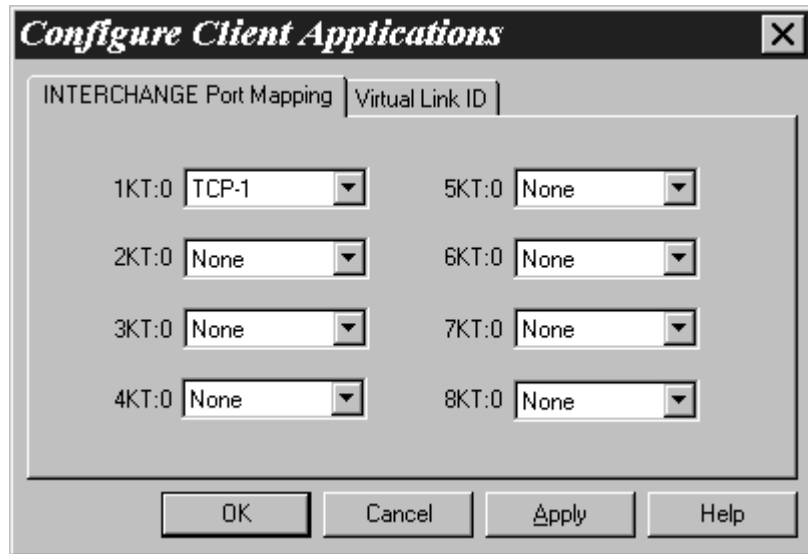 Configure Client Applications
INTERCHANGE Port Mapping Virtual Link ID
1KT:0 TCP-1 5KT:0 None
2KT:0 None 6KT:0 None
3KT:0 None 7KT:0 None
4KT:0 None 8KT:0 None
OK Cancel Apply Help